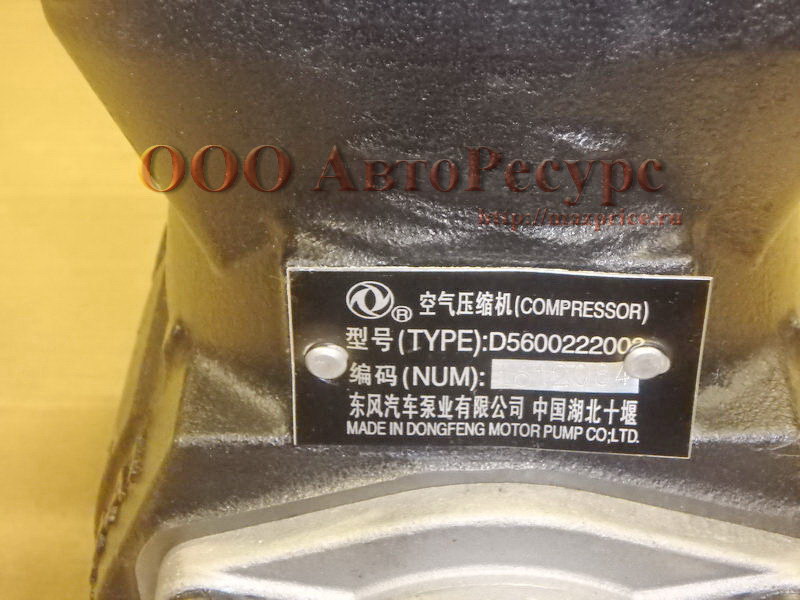 ООО АвтоРесурс
http://mazprice.ru
® 空气压缩机(COMPRESSOR)
型号(TYPE):D5600222003
编码(NUM):
东风汽车泵业有限公司 中国湖北十堰
MADE IN DONGFENG MOTOR PUMP CO;LTD.